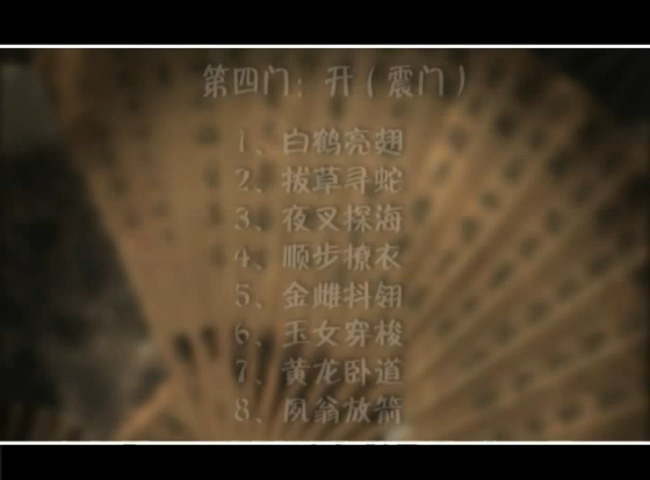 第四门：开（震门）
1、白鹤亮翅
2、拔草寻蛇
3、夜叉探海
4、顺步撩衣
5、金雌抖翎
6、玉女穿梭
7、黄龙卧道
8、凤翁放箭